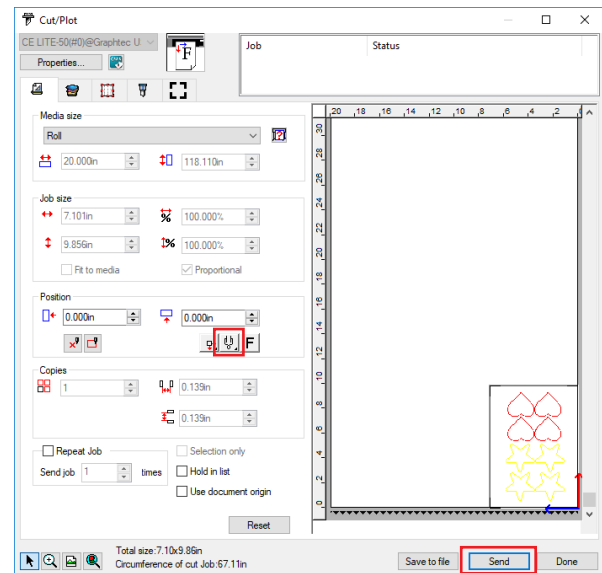 Cut/Plot
CE LITE-50(#0)@Graphtec U
Properties...
F
Job Status
Media size
Roll
20.000in 118.110in
Job size
7.101in % 100.000%
9.856in % 100.000%
Fit to media Proportional
Position
0.000in 0.000in
F
Copies
1 0.139in
0.139in
Repeat Job Selection only
Send job 1 times Hold in list
Use document origin
Reset
20 18 16 14 12 10 8 6 4 2
30
28
26
24
22
20
18
16
14
12
10
8
6
4
2
0
Total size:7.10x9.86in
Circumference of cut Job:67.11in
Save to file Send Done